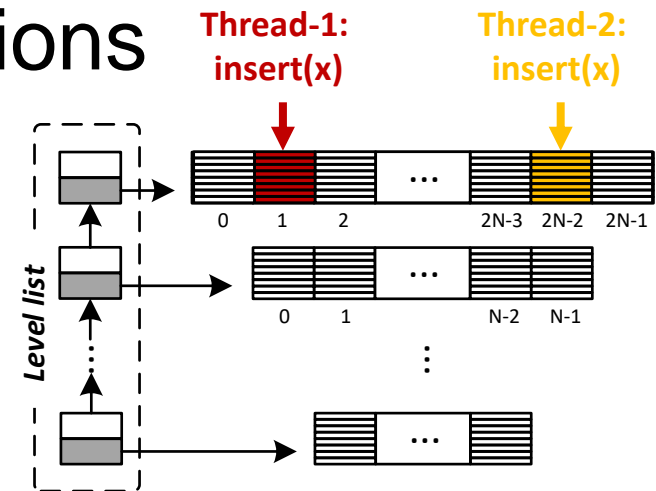 ions
Thread-1:
insert(x)
Thread-2:
insert(x)
Level list
...
0 1 2 2N-3 2N-2 2N-1
...
0 1 N-2 N-1
...